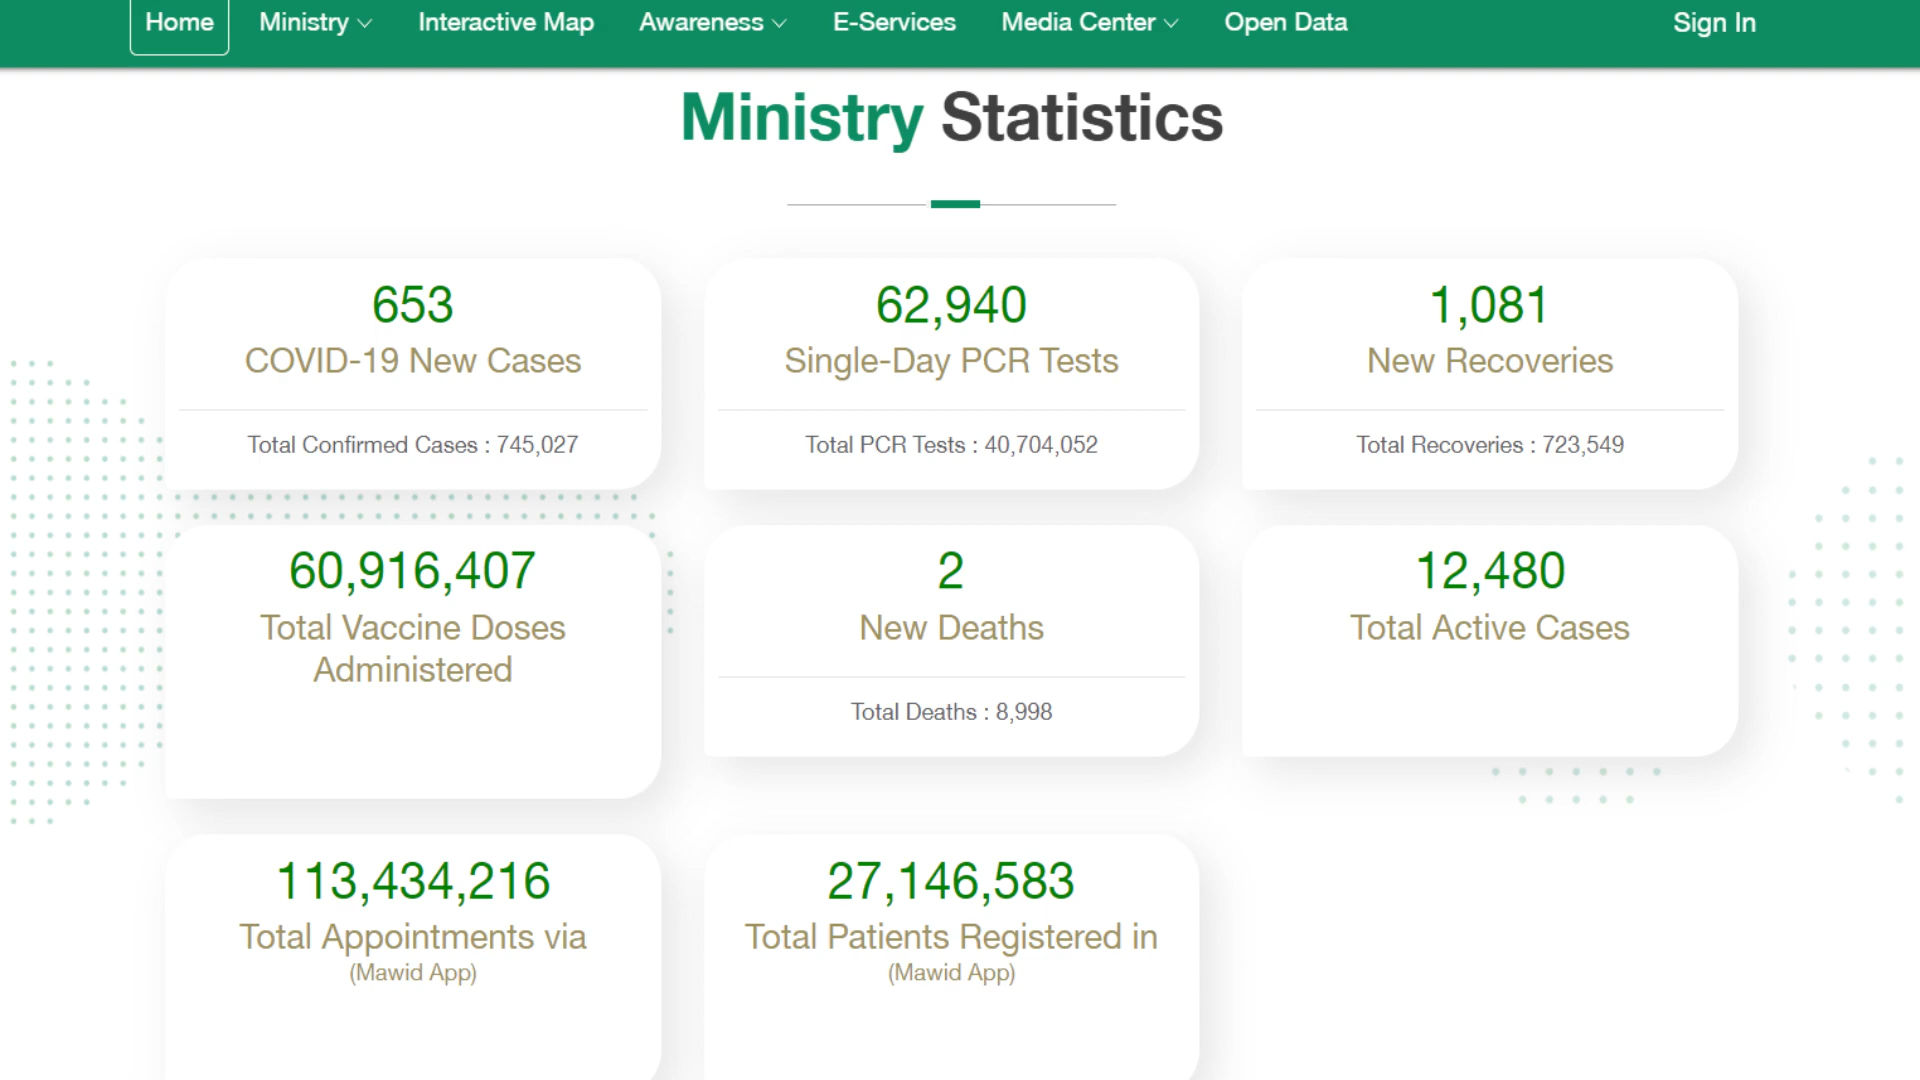 Home Ministry Interactive Map Awareness E-Services Media Center Open Data Sign In
Ministry Statistics
653
COVID-19 New Cases
Total Confirmed Cases : 745,027
62,940
Single-Day PCR Tests
Total PCR Tests : 40,704,052
1,081
New Recoveries
Total Recoveries : 723,549
60,916,407
Total Vaccine Doses
Administered
2
New Deaths
Total Deaths : 8,998
12,480
Total Active Cases
113,434,216
Total Appointments via
(Mawid App)
27,146,583
Total Patients Registered in
(Mawid App)